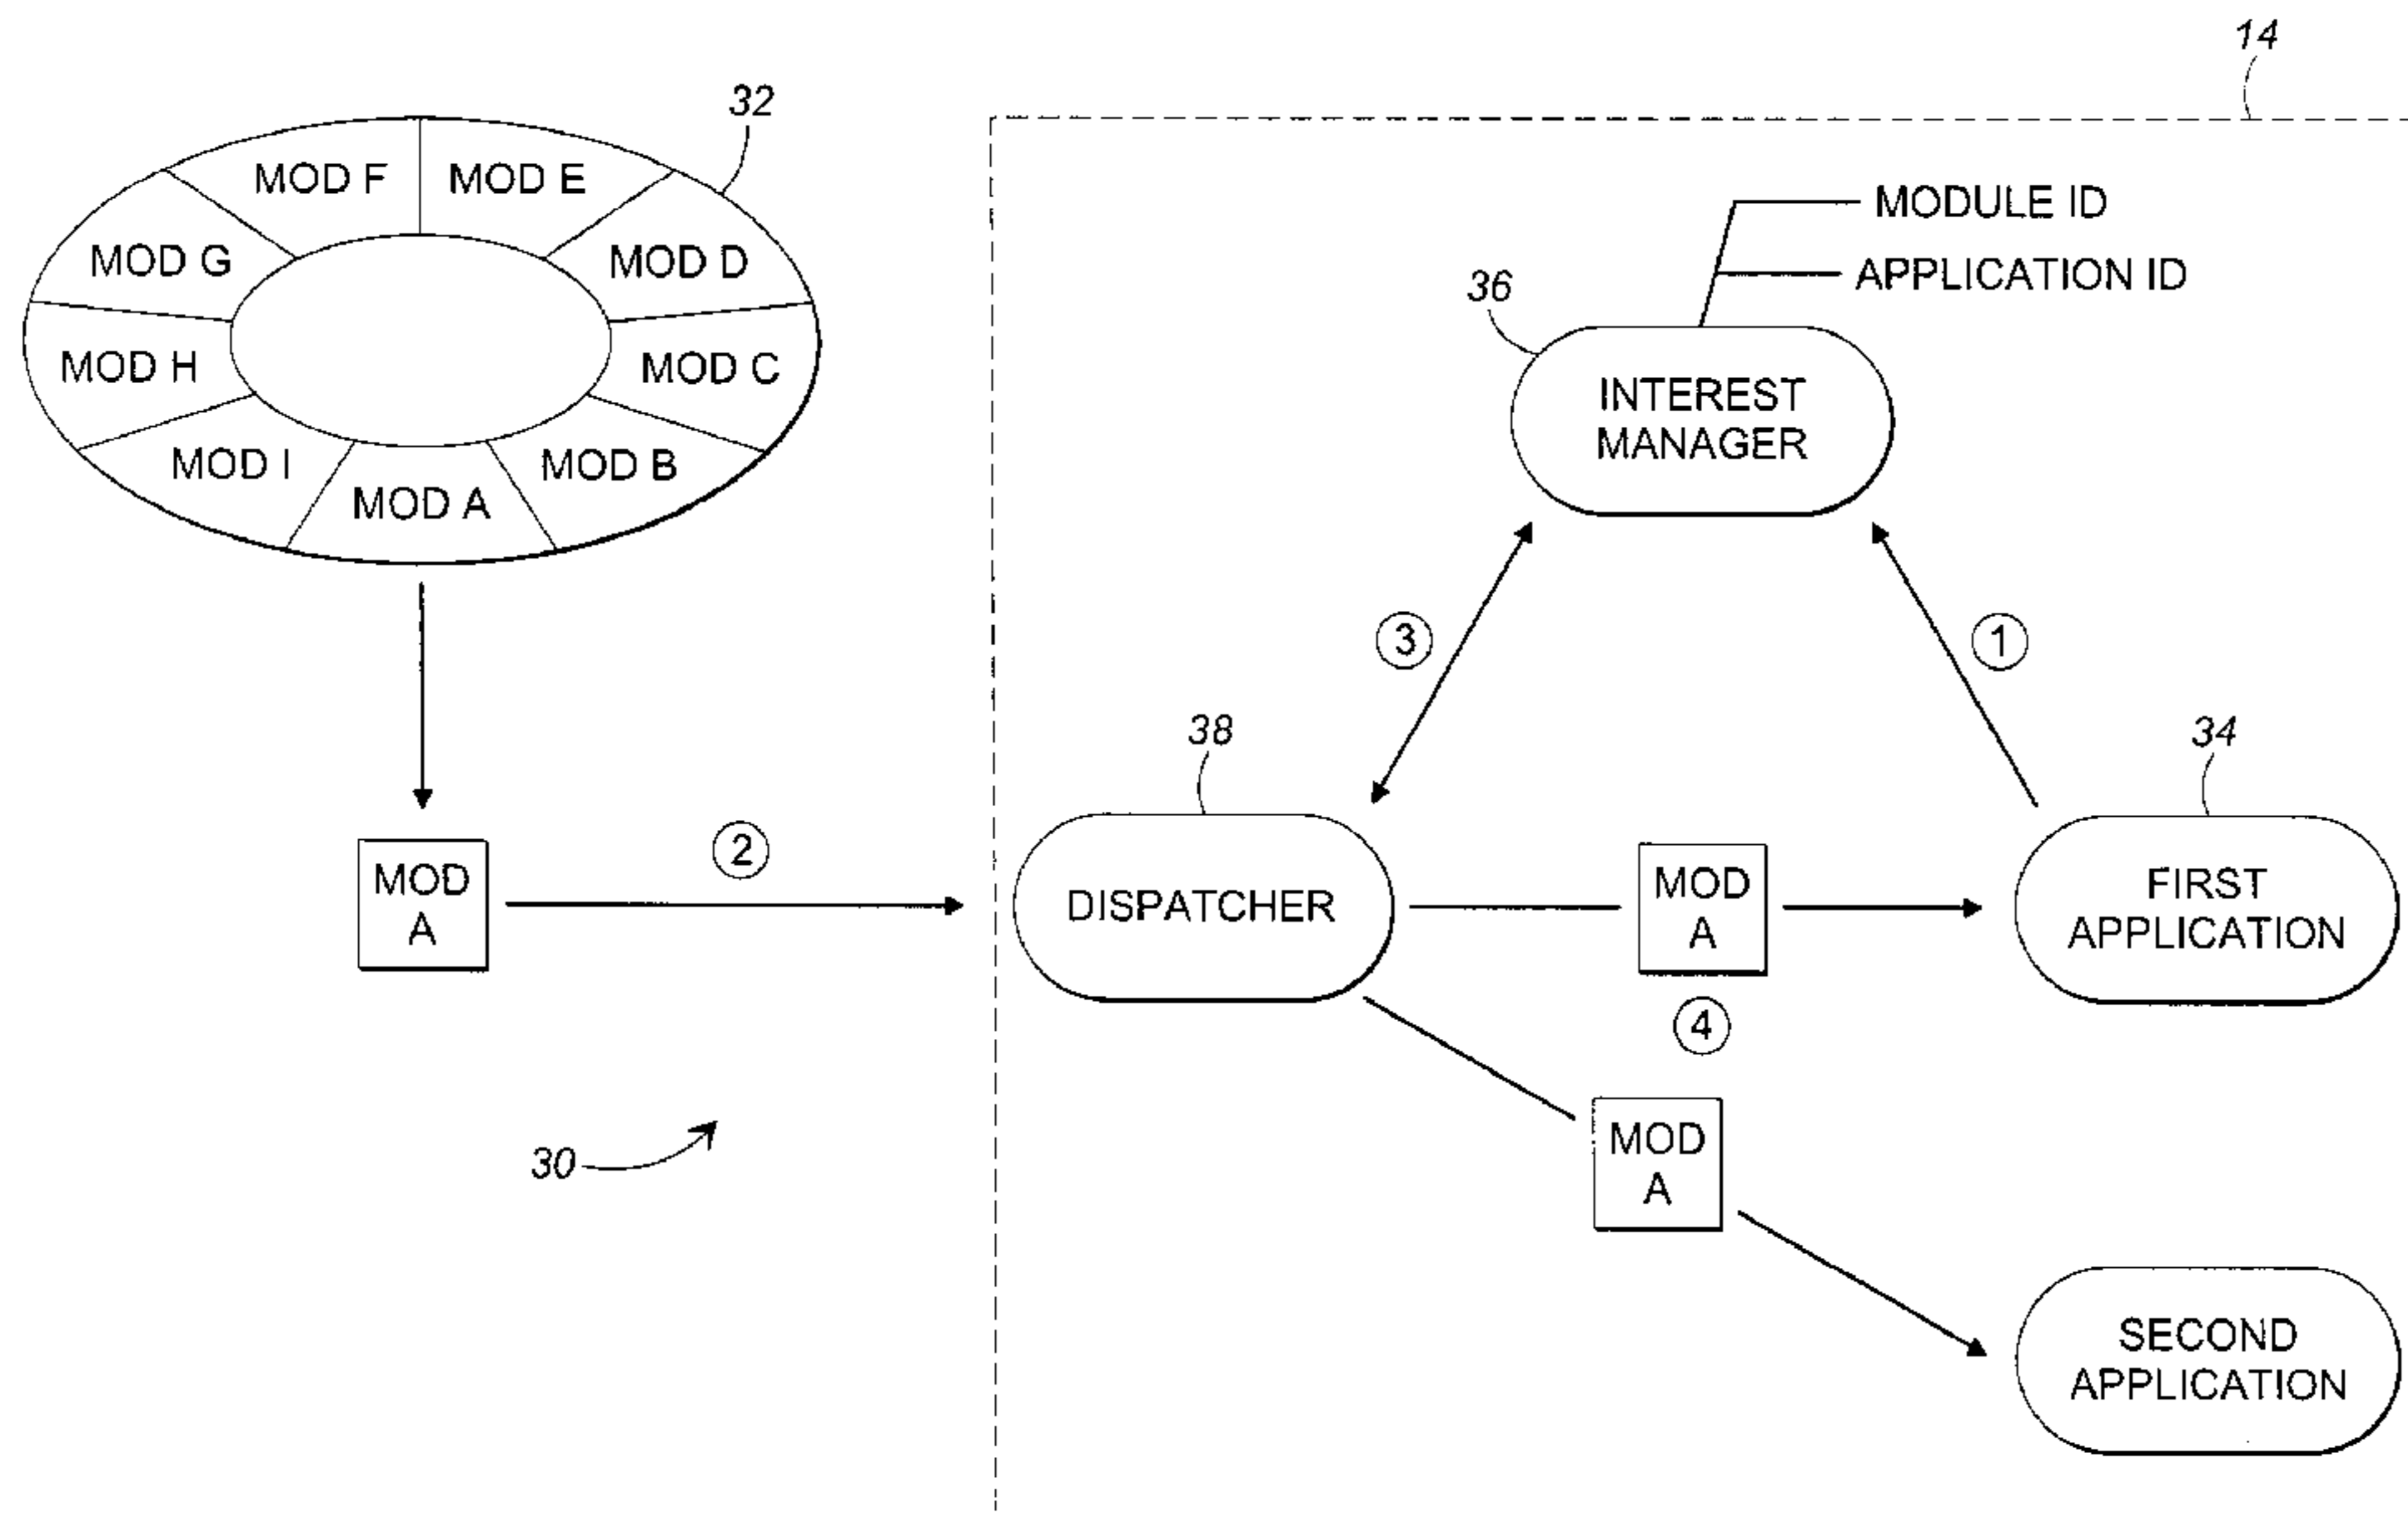 14
32
MOD F
MOD E
MODULE ID
MOD G
MOD D
APPLICATION ID
36
MOD H
MOD C
INTEREST
MANAGER
MOD I
MOD B
MOD A
3
1
38
34
2
MOD
A
DISPATCHER
MOD
A
FIRST
APPLICATION
4
30
MOD
A
SECOND
APPLICATION